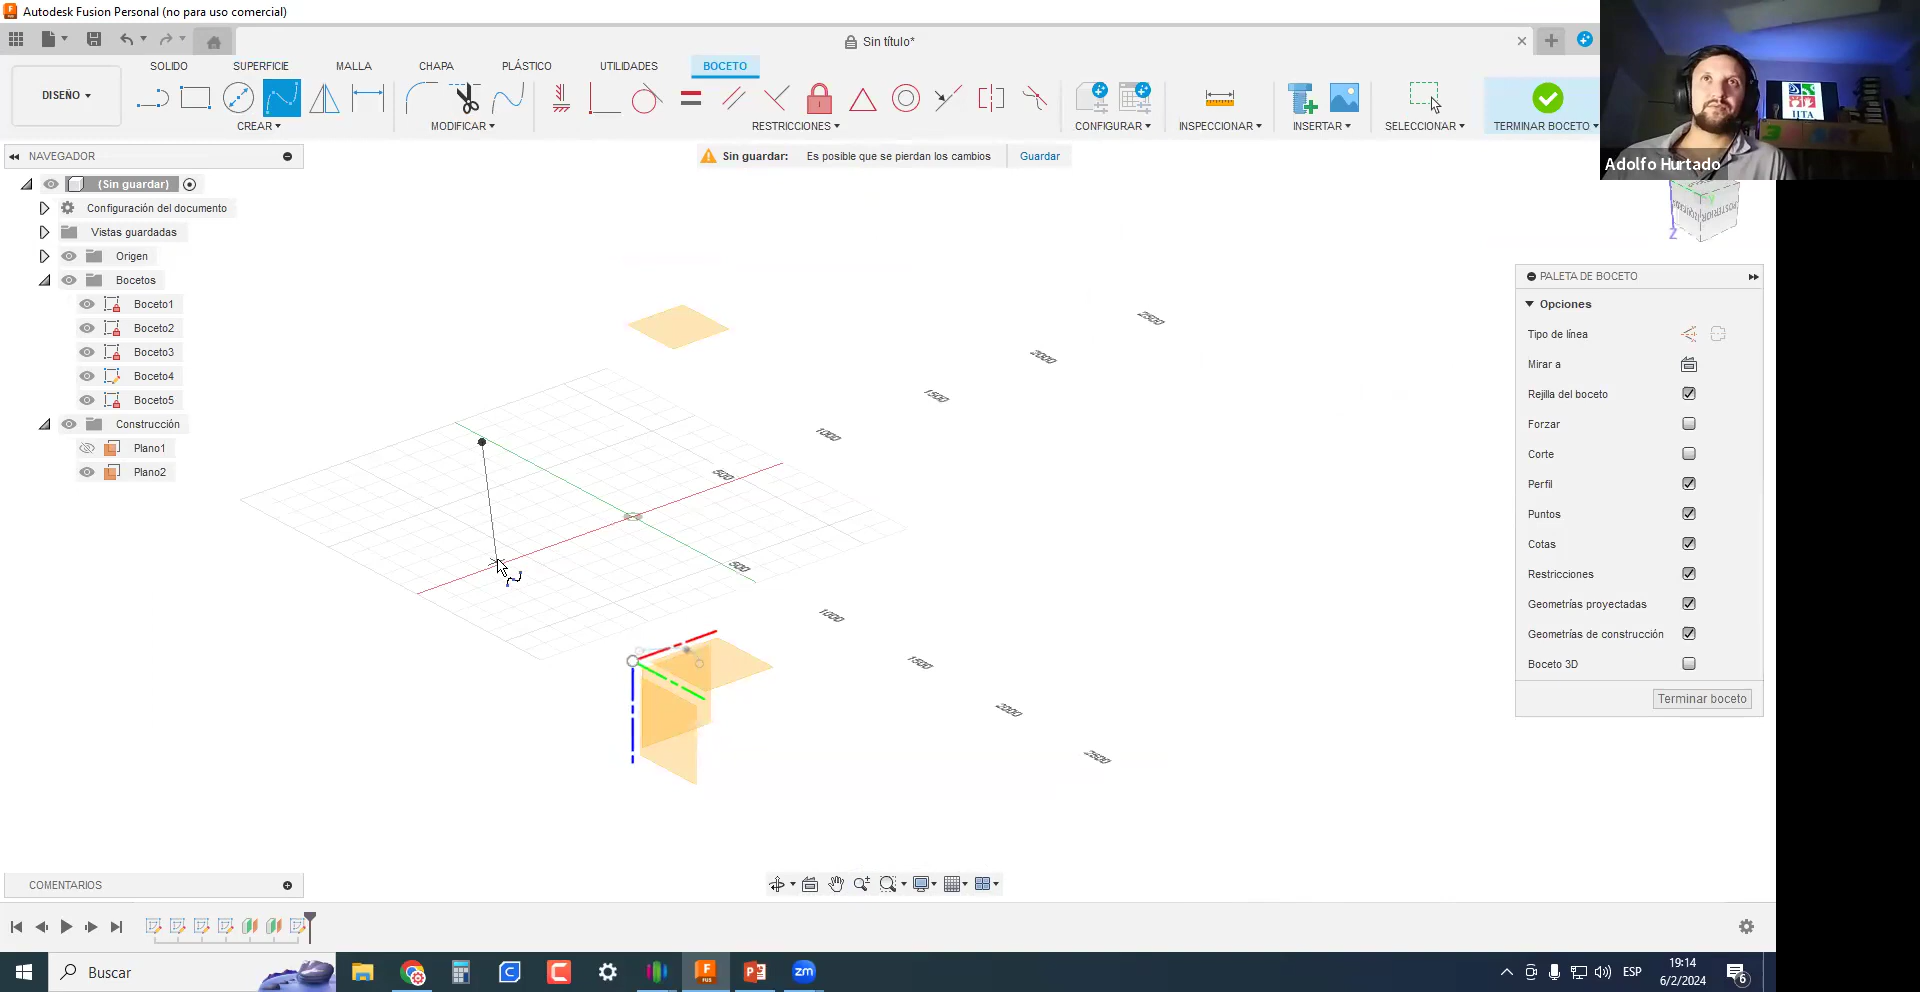 Autodesk Fusion Personal (no para uso comercial)
Sin título*
SOLIDO
SUPERFICIE
MALLA
CHAPA
PLÁSTICO
UTILIDADES
BOCETO
DISEÑO
CREAR
MODIFICAR
RESTRICCIONES
CONFIGURAR
INSPECCIONAR
INSERTAR
SELECCIONAR
TERMINAR BOCETO
IITA
Adolfo Hurtado
NAVEGADOR
Sin guardar:
Es posible que se pierdan los cambios
Guardar
(Sin guardar)
Configuración del documento
Vistas guardadas
Origen
Bocetos
Boceto1
Boceto2
Boceto3
Boceto4
Boceto5
Construcción
Plano1
Plano2
POSTERIOR
Y
Z
2500
2000
1500
1000
500
500
1000
1500
2000
2500
PALETA DE BOCETO
Opciones
Tipo de línea
Mirar a
Rejilla del boceto
Forzar
Corte
Perfil
Puntos
Cotas
Restricciones
Geometrías proyectadas
Geometrías de construcción
Boceto 3D
Terminar boceto
COMENTARIOS
Buscar
C
F
FUS
P
zm
ESP
19:14
6/2/2024
6